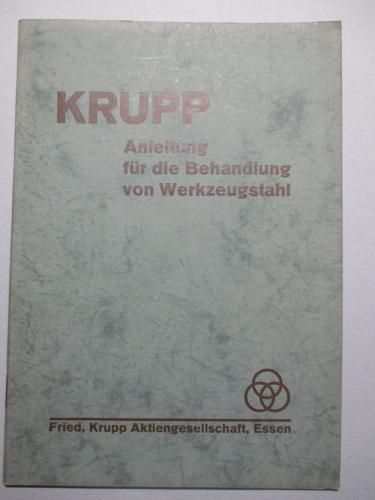 KRUPP
Anleitung
für die Behandlung
von Werkzeugstahl
Fried. Krupp Aktiengesellschaft, Essen